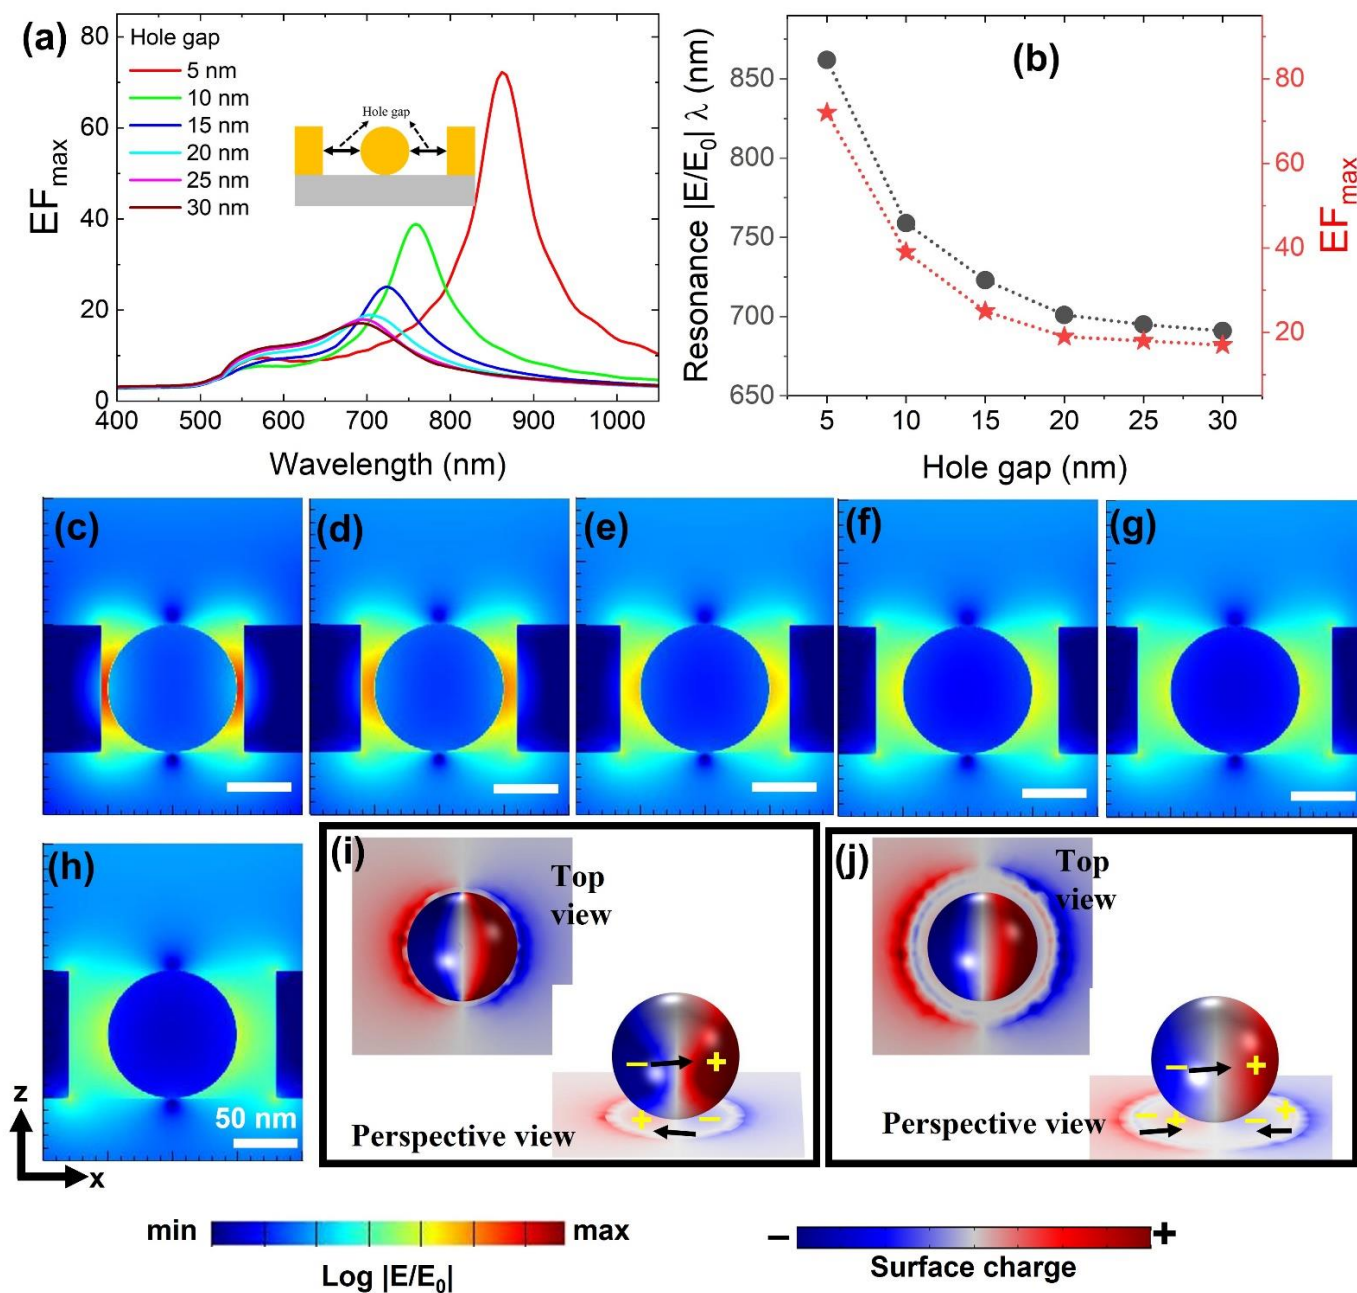 (a)
Hole gap
5 nm
10 nm
15 nm
20 nm
25 nm
30 nm
Hole gap
EFmax
80
60
40
20
0
400 500 600 700 800 900 1000
Wavelength (nm)
(b)
Resonance |E/E0| λ (nm)
850
800
750
700
650
5 10 15 20 25 30
Hole gap (nm)
80
60
40
20
EFmax
(c)
(d)
(e)
(f)
(g)
(h)
50 nm
z
x
(i)
Top
view
− +
+ −
Perspective view
(j)
Top
view
− +
− + − +
Perspective view
min max
Log |E/E0|
− +
Surface charge